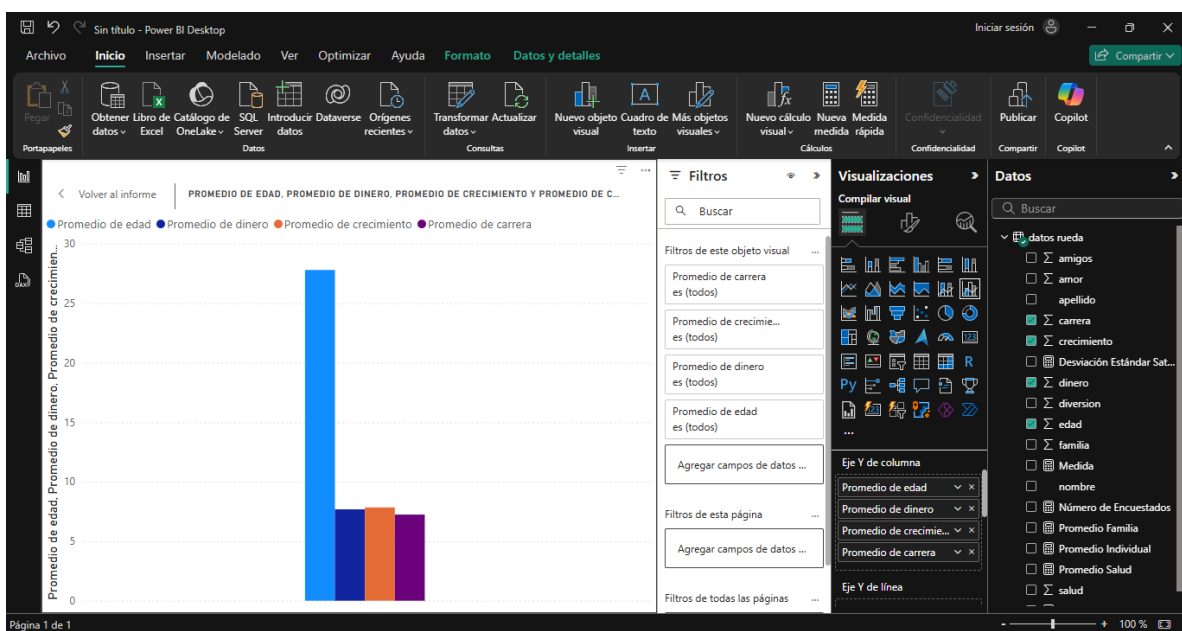 Sin título - Power BI Desktop
Iniciar sesión
Archivo Inicio Insertar Modelado Ver Optimizar Ayuda Formato Datos y detalles
Compartir
Pegar
Obtener datos
Libro de Excel
Catálogo de OneLake
SQL Server
Introducir datos
Dataverse
Orígenes recientes
Transformar datos
Actualizar
Nuevo objeto visual
Cuadro de texto
Más objetos visuales
Nuevo cálculo visual
Nueva medida
Medida rápida
Confidencialidad
Publicar
Copilot
Portapapeles
Datos
Consultas
Insertar
Cálculos
Confidencialidad
Compartir
Copilot
Volver al informe
PROMEDIO DE EDAD, PROMEDIO DE DINERO, PROMEDIO DE CRECIMIENTO Y PROMEDIO DE C...
Promedio de edad Promedio de dinero Promedio de crecimiento Promedio de carrera
Promedio de edad, Promedio de dinero, Promedio de crecimien...
30
25
20
15
10
5
0
Filtros
Buscar
Filtros de este objeto visual ...
Promedio de carrera
es (todos)
Promedio de crecimie...
es (todos)
Promedio de dinero
es (todos)
Promedio de edad
es (todos)
Agregar campos de datos ...
Filtros de esta página ...
Agregar campos de datos ...
Filtros de todas las páginas ...
Visualizaciones
Compilar visual
123
R
Py
...
Eje Y de columna
Promedio de edad
Promedio de dinero
Promedio de crecimie...
Promedio de carrera
Eje Y de línea
Datos
Buscar
datos rueda
amigos
amor
apellido
carrera
crecimiento
Desviación Estándar Sat...
dinero
diversion
edad
familia
Medida
nombre
Número de Encuestados
Promedio Familia
Promedio Individual
Promedio Salud
salud
Página 1 de 1
100 %